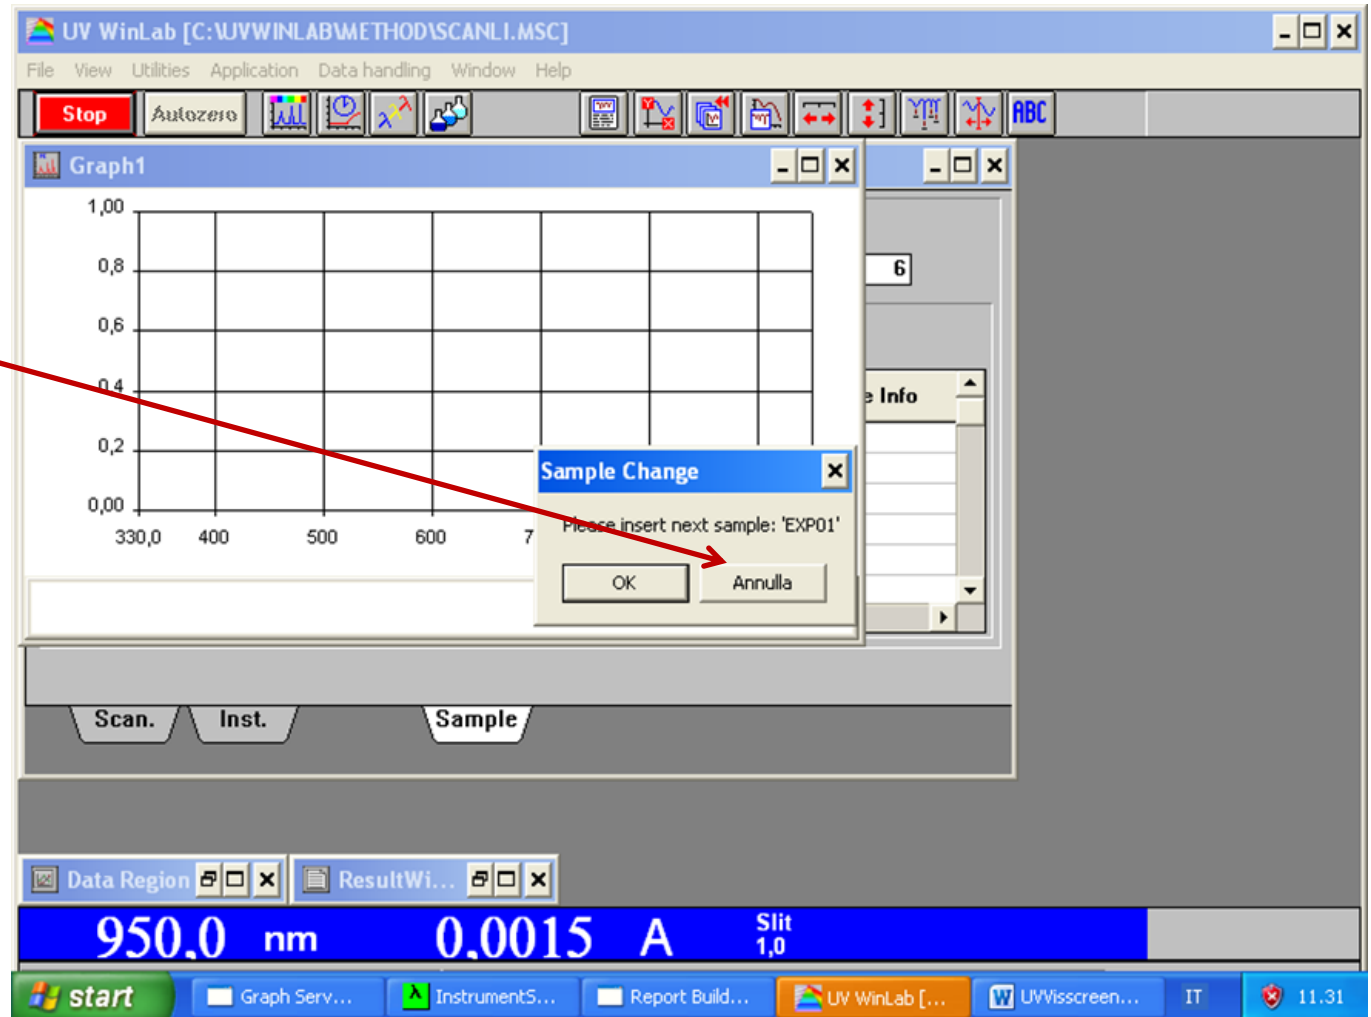 UV WinLab [C:\UVWINLAB\METHOD\SCANLI.MSC]
File View Utilities Application Data handling Window Help
Stop Autozero ABC
Graph1
1,00
0,8
0,6
0,4
0,2
0,00
330,0 400 500 600 7
6
e Info
Sample Change
Please insert next sample: 'EXP01'
OK Annulla
Scan. Inst. Sample
Data Region ResultWi...
950,0 nm 0,0015 A Slit
1,0
start Graph Serv... InstrumentS... Report Build... UV WinLab [... UVVisscreen... IT 11.31